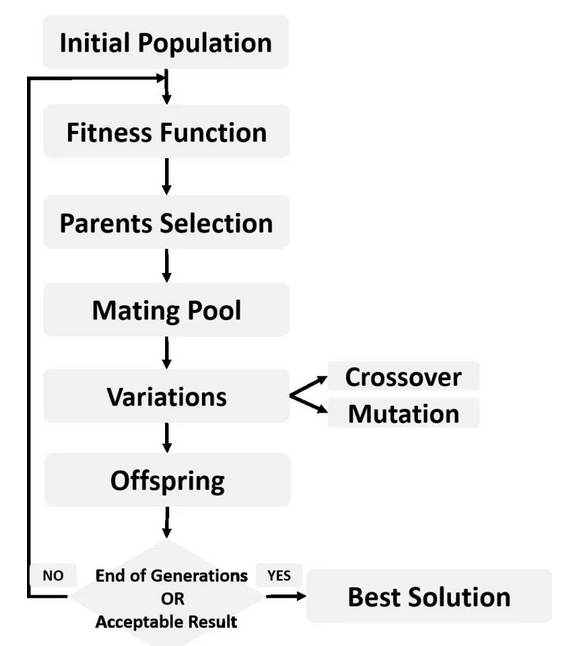 Initial Population
Fitness Function
Parents Selection
Mating Pool
Variations
Crossover
Mutation
Offspring
NO
End of Generations
OR
Acceptable Result
YES
Best Solution